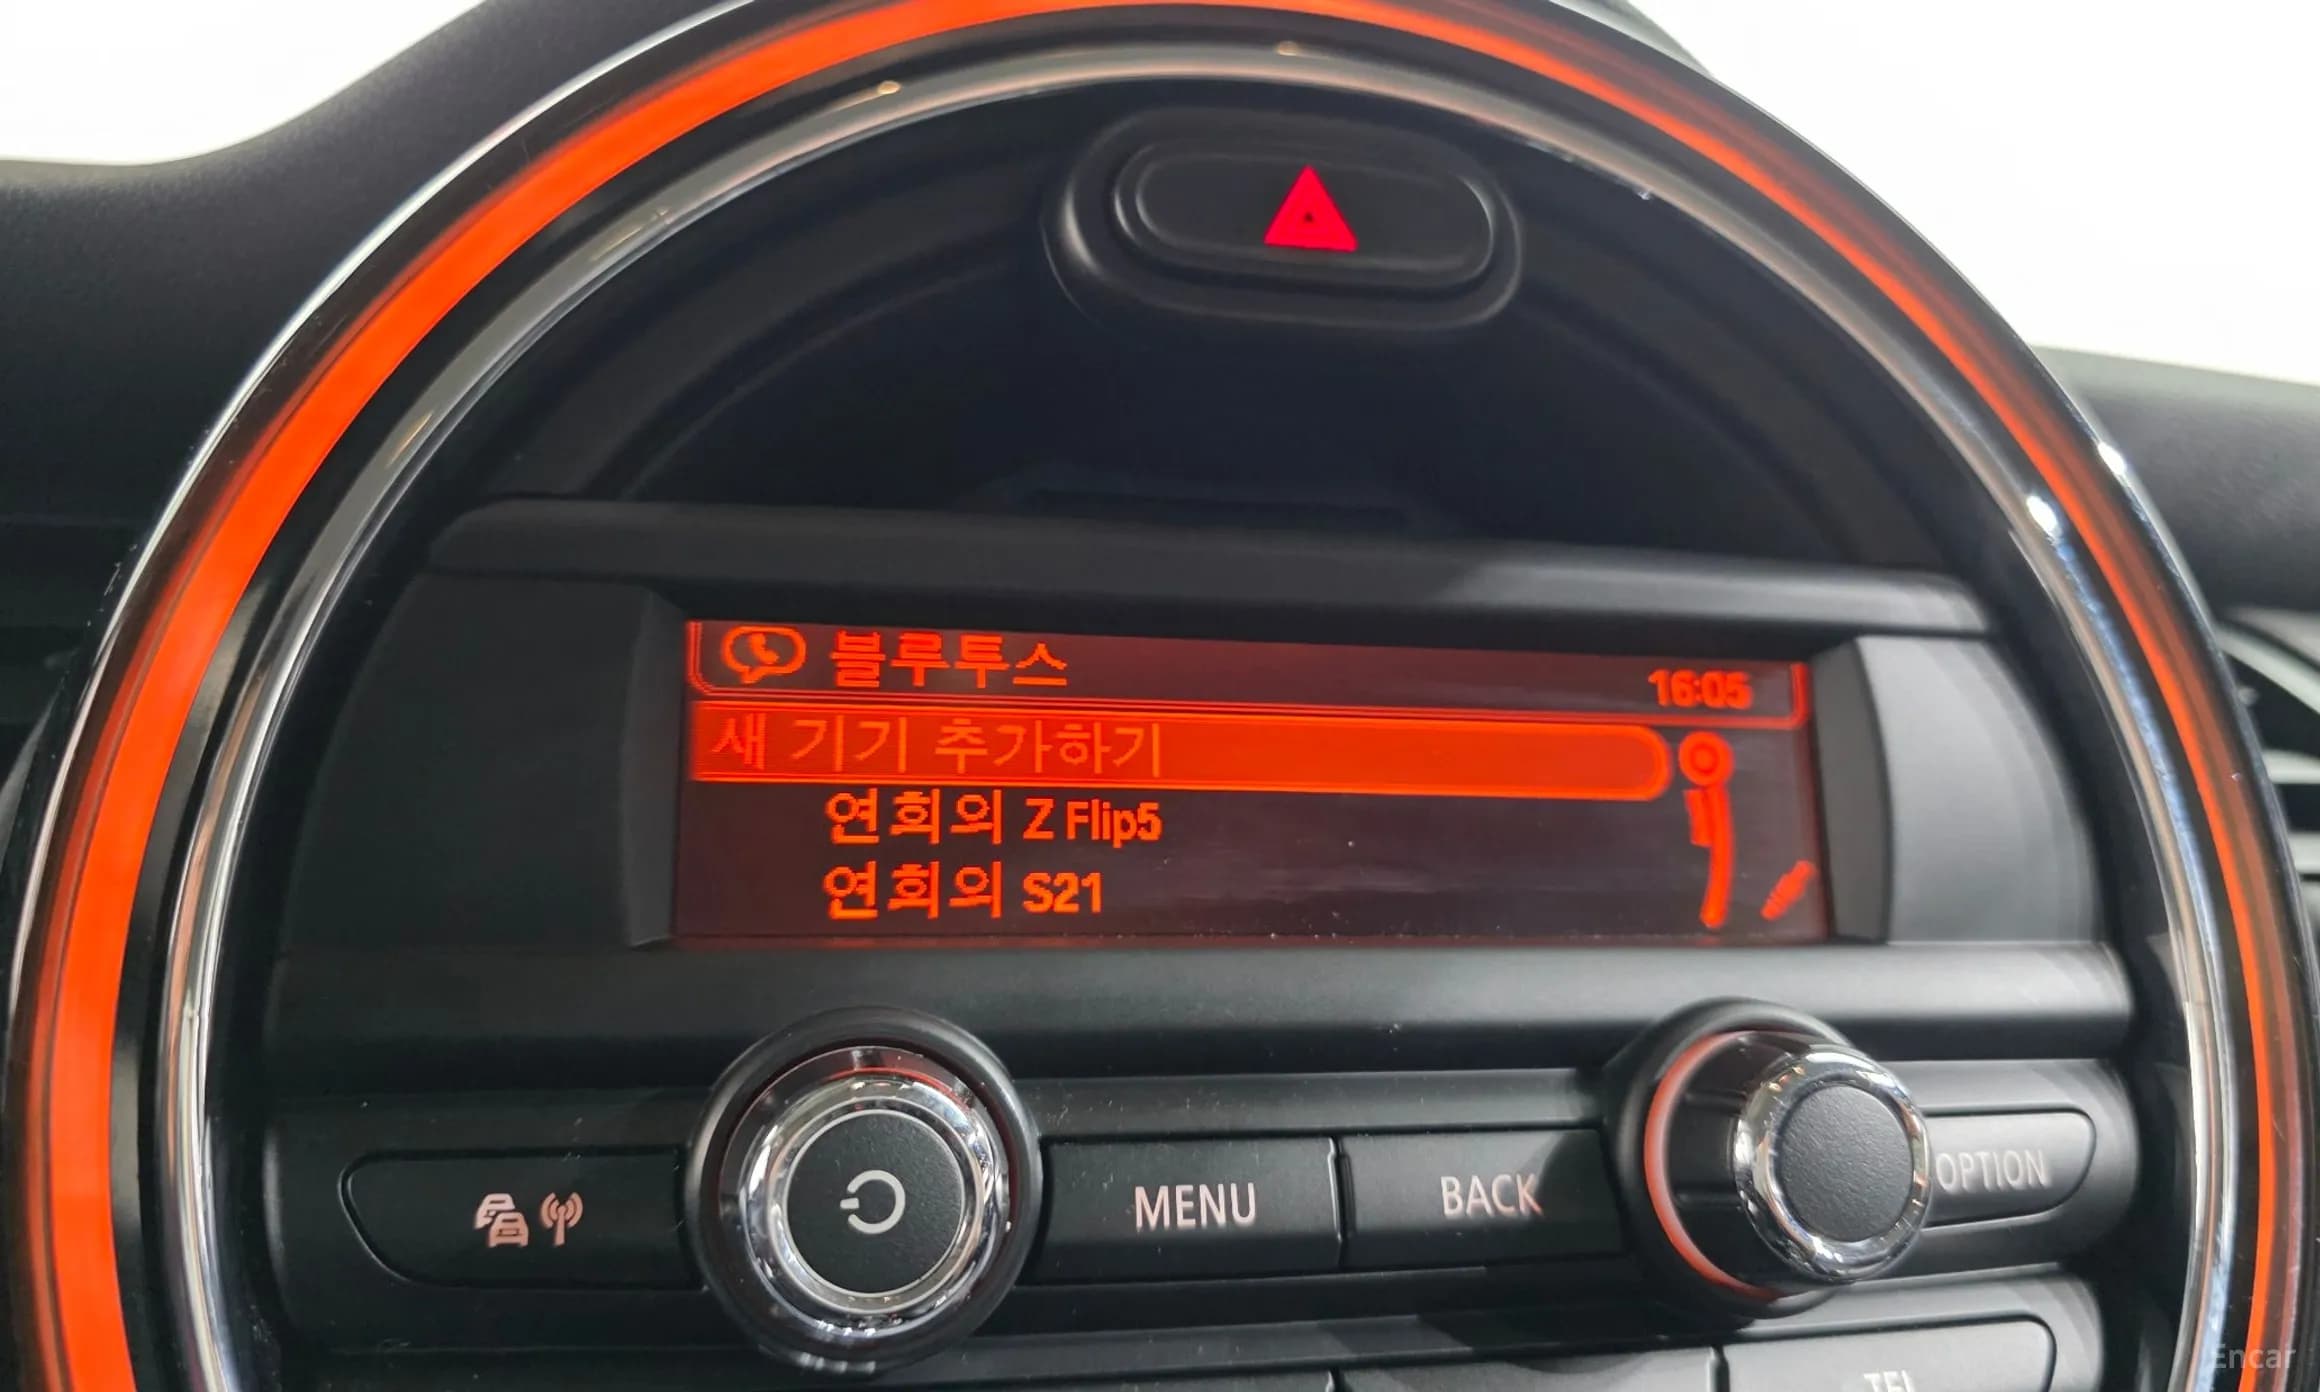 블루투스
16:05
새 기기 추가하기
연희의 Z Flip5
연희의 S21
MENU
BACK
OPTION
TEL
Encar